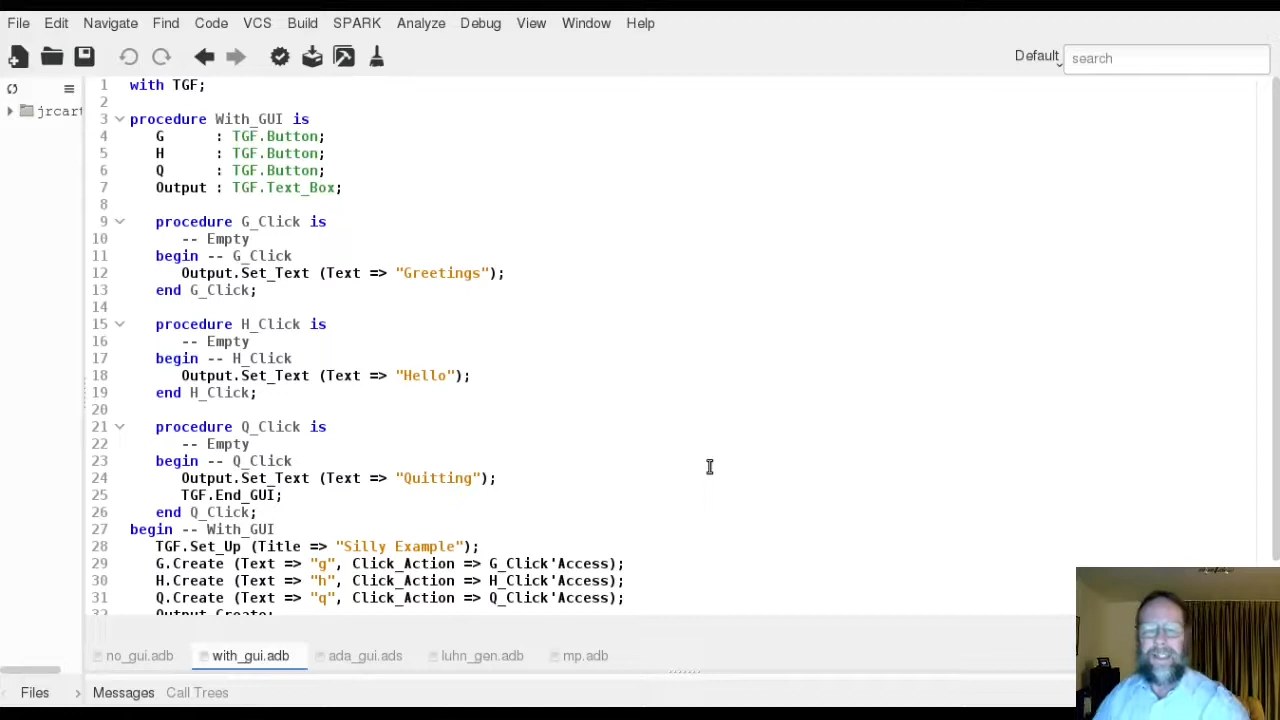 File Edit Navigate Find Code VCS Build SPARK Analyze Debug View Window Help
Default search
jrcart
1 with TGF;
2
3 procedure With_GUI is
4 G : TGF.Button;
5 H : TGF.Button;
6 Q : TGF.Button;
7 Output : TGF.Text_Box;
8
9 procedure G_Click is
10 -- Empty
11 begin -- G_Click
12 Output.Set_Text (Text => "Greetings");
13 end G_Click;
14
15 procedure H_Click is
16 -- Empty
17 begin -- H_Click
18 Output.Set_Text (Text => "Hello");
19 end H_Click;
20
21 procedure Q_Click is
22 -- Empty
23 begin -- Q_Click
24 Output.Set_Text (Text => "Quitting");
25 TGF.End_GUI;
26 end Q_Click;
27 begin -- With_GUI
28 TGF.Set_Up (Title => "Silly Example");
29 G.Create (Text => "g", Click_Action => G_Click'Access);
30 H.Create (Text => "h", Click_Action => H_Click'Access);
31 Q.Create (Text => "q", Click_Action => Q_Click'Access);
32 Output.Create;
no_gui.adb with_gui.adb ada_gui.ads luhn_gen.adb mp.adb
Files Messages Call Trees